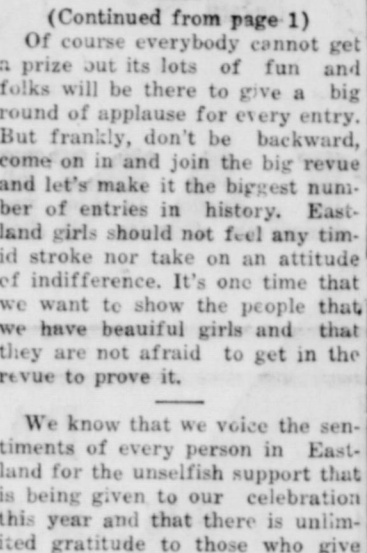 (Continued from page 1)
Of course everybody cannot get
a prize out its lots of fun and
folks will be there to give a big
round of applause for every entry.
But frankly, don't be backward,
come on in and join the big revue
and let's make it the biggest num-
ber of entries in history. East-
land girls should not feel any tim-
id stroke nor take on an attitude
of indifference. It's one time that
we want to show the people that
we have beauiful girls and that
they are not afraid to get in the
revue to prove it.
We know that we voice the sen-
timents of every person in East-
land for the unselfish support that
is being given to our celebration
this year and that there is unlim-
ited gratitude to those who give